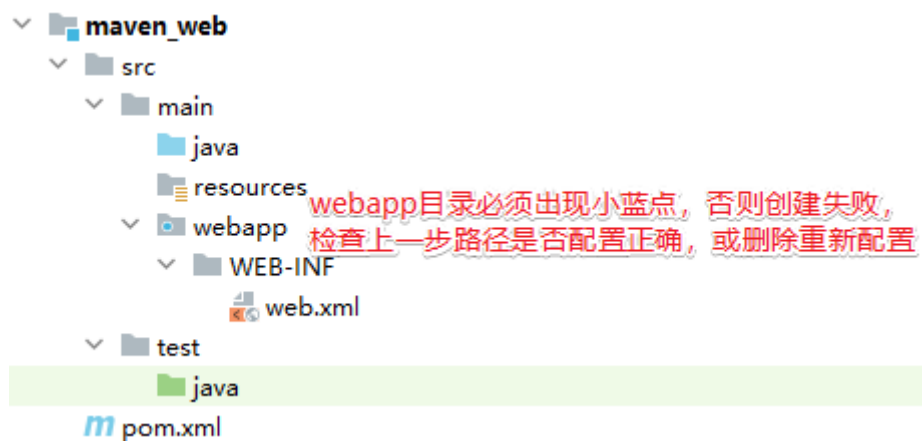 maven_web
src
main
java
resources
webapp目录必须出现小蓝点，否则创建失败，
webapp
检查上一步路径是否配置正确，或删除重新配置
WEB-INF
web.xml
test
java
m pom.xml